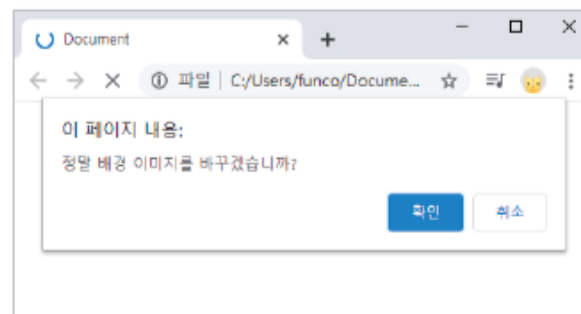 Document
파일 | C:/Users/funco/Docume...
이 페이지 내용:
정말 배경 이미지를 바꾸겠습니까?
확인 취소